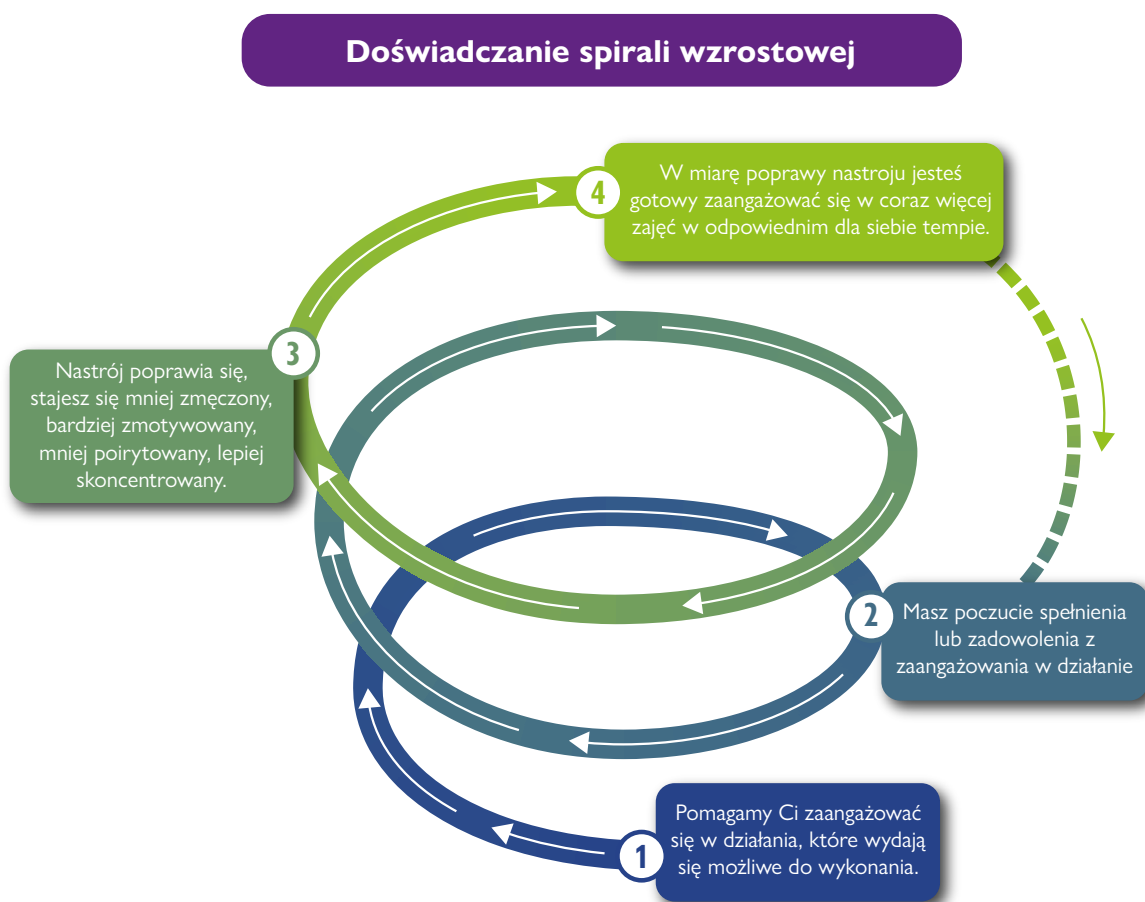 Doświadczanie spirali wzrostowej
4
W miarę poprawy nastroju jesteś
gotowy zaangażować się w coraz więcej
zajęć w odpowiednim dla siebie tempie.
3
Nastrój poprawia się,
stajesz się mniej zmęczony,
bardziej zmotywowany,
mniej poirytowany, lepiej
skoncentrowany.
2
Masz poczucie spełnienia
lub zadowolenia z
zaangażowania w działanie
1
Pomagamy Ci zaangażować
się w działania, które wydają
się możliwe do wykonania.